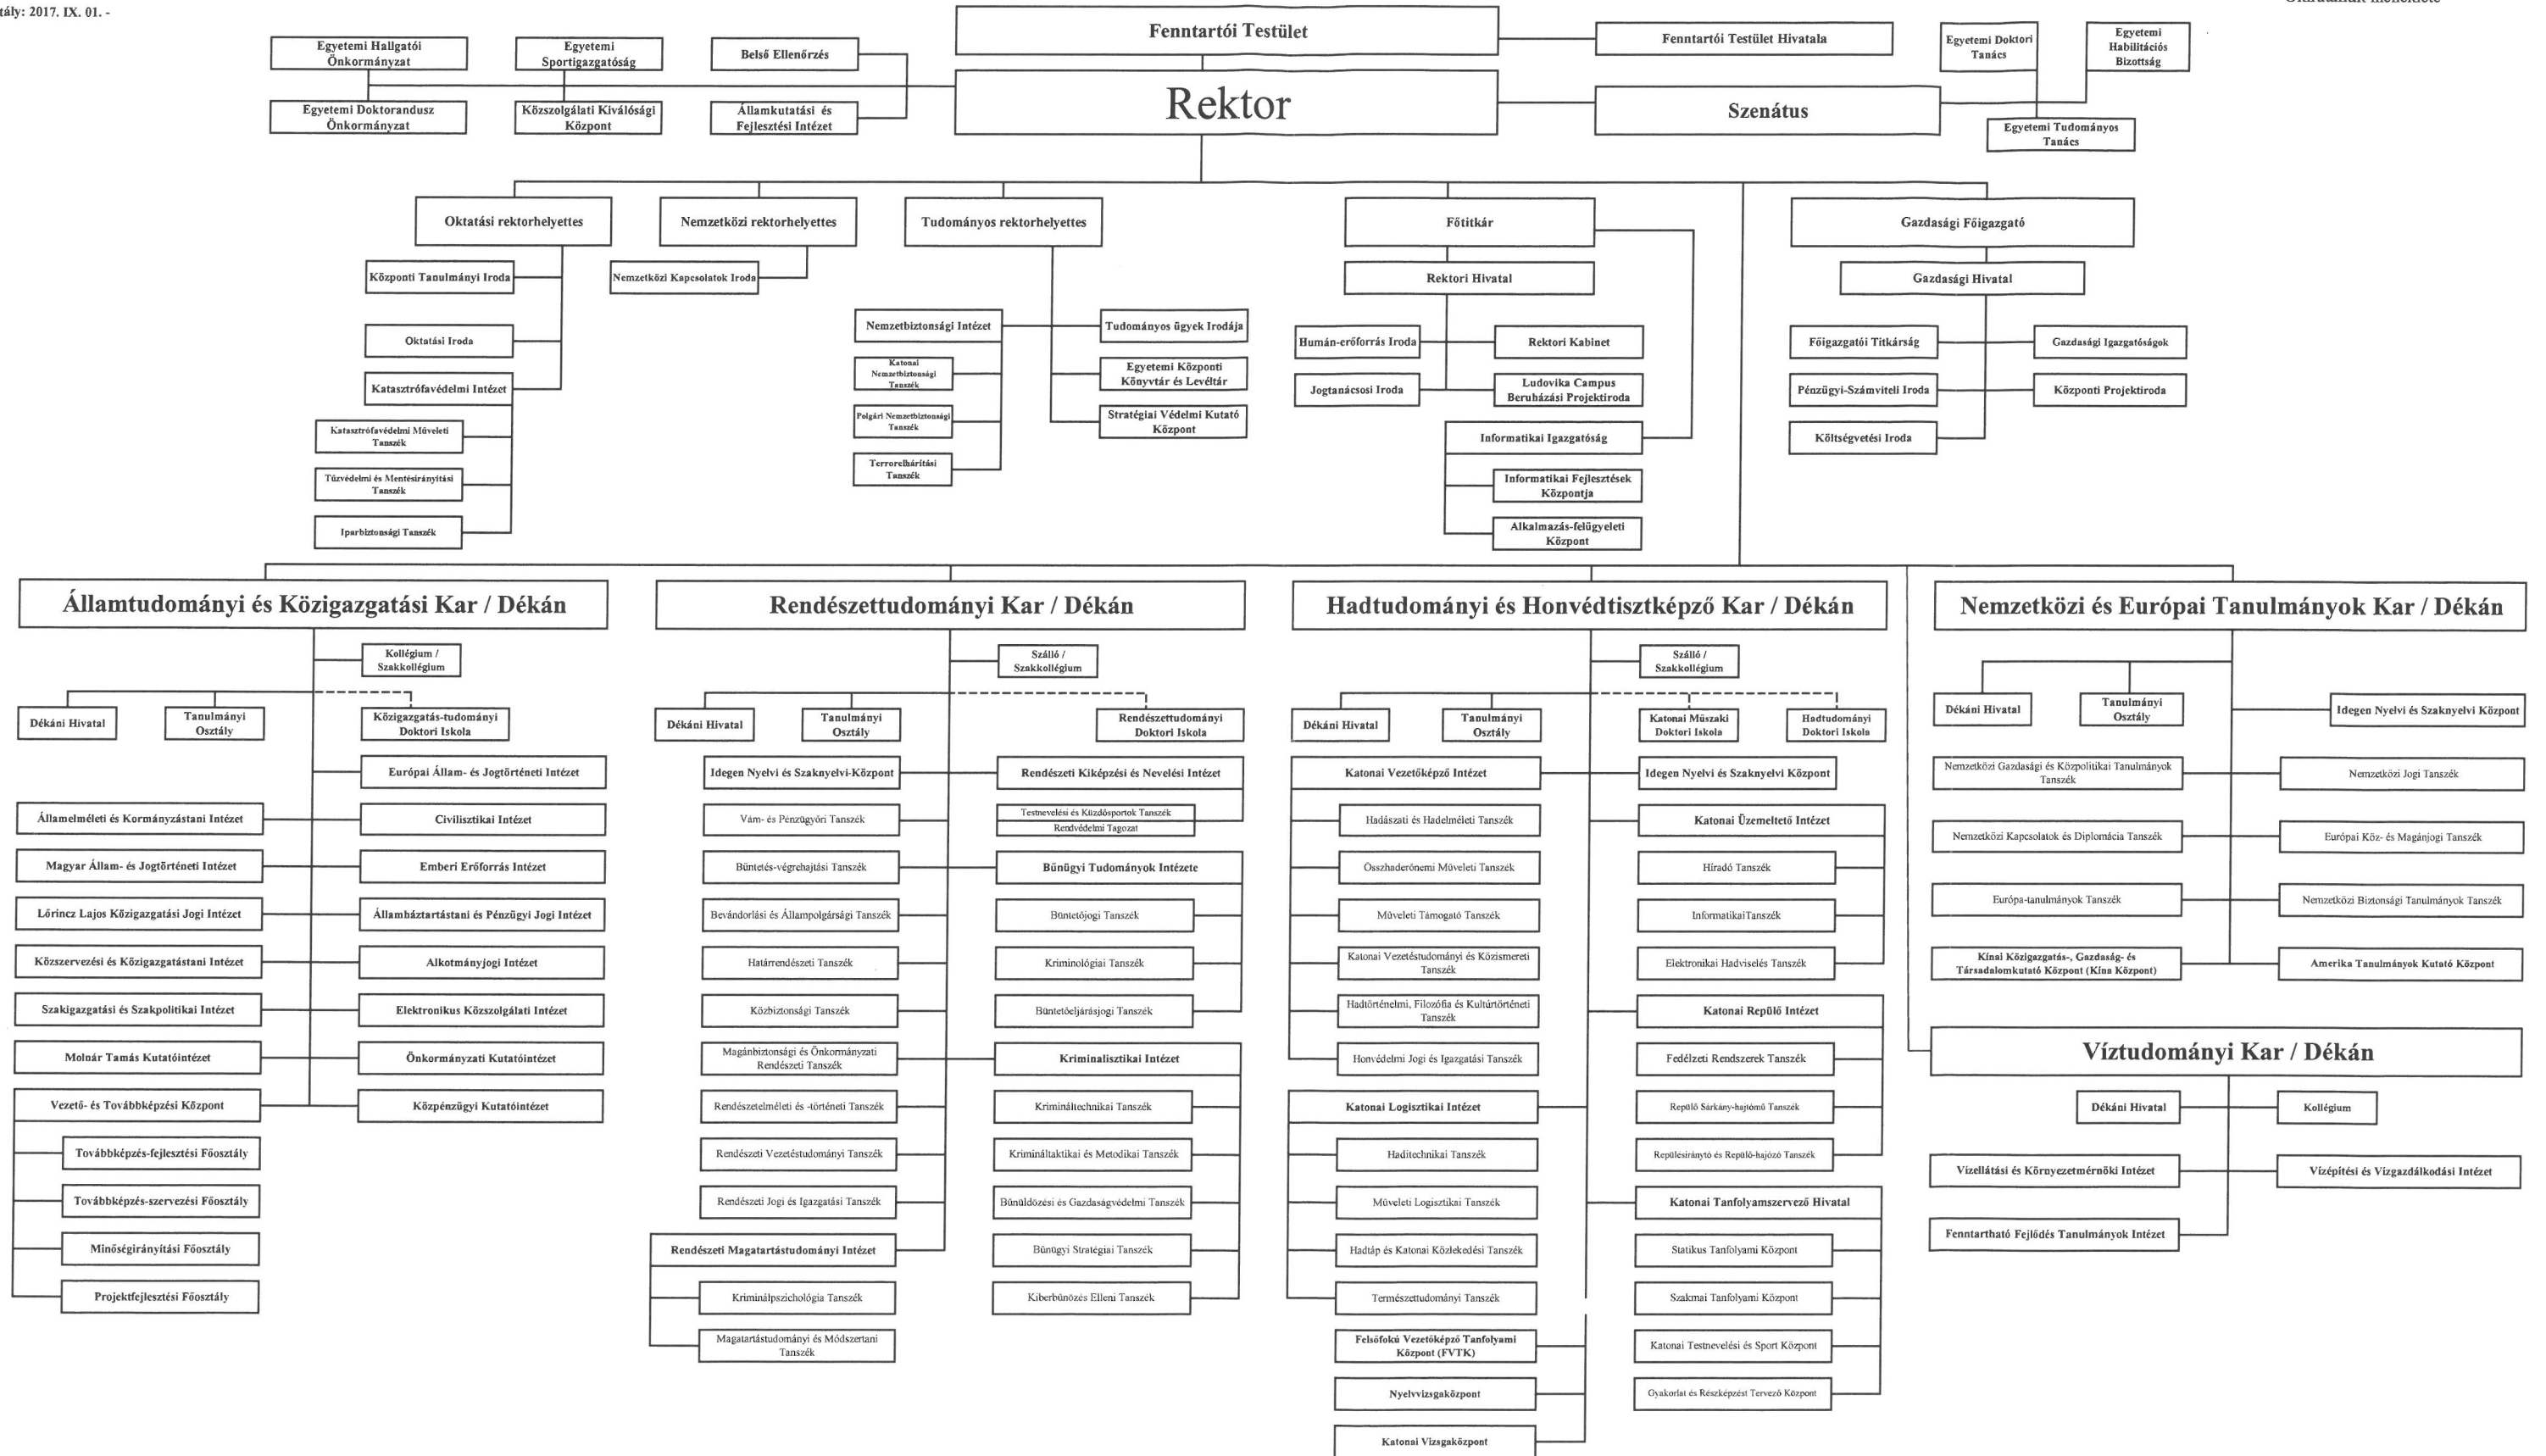 tály: 2017. IX. 01. -
Fenntartói Testület
Fenntartói Testület Hivatala
Egyetemi Hallgatói
Önkormányzat
Egyetemi
Sportigazgatóság
Belső Ellenőrzés
Egyetemi Doktori
Tanács
Egyetemi
Habilitációs
Bizottság
Rektor
Szenátus
Egyetemi Doktorandusz
Önkormányzat
Közszolgálati Kiválósági
Központ
Államkutatási és
Fejlesztési Intézet
Egyetemi Tudományos
Tanács
Oktatási rektorhelyettes
Nemzetközi rektorhelyettes
Tudományos rektorhelyettes
Főtitkár
Gazdasági Főigazgató
Központi Tanulmányi Iroda
Oktatási Iroda
Katasztrófavédelmi Intézet
Katasztrófavédelmi Műveleti
Tanszék
Tűzvédelmi és Mentésirányítási
Tanszék
Iparbiztonsági Tanszék
Nemzetközi Kapcsolatok Iroda
Nemzetbiztonsági Intézet
Katonai
Nemzetbiztonsági
Tanszék
Polgári Nemzetbiztonsági
Tanszék
Terrorelhárítási
Tanszék
Tudományos ügyek Irodája
Egyetemi Központi
Könyvtár és Levéltár
Stratégiai Védelmi Kutató
Központ
Rektori Hivatal
Humán-erőforrás Iroda
Rektori Kabinet
Jogtanácsosi Iroda
Ludovika Campus
Beruházási Projektiroda
Informatikai Igazgatóság
Informatikai Fejlesztések
Központja
Alkalmazás-felügyeleti
Központ
Gazdasági Hivatal
Főigazgatói Titkárság
Gazdasági Igazgatóságok
Pénzügyi-Számviteli Iroda
Központi Projektiroda
Költségvetési Iroda
Államtudományi és Közigazgatási Kar / Dékán
Kollégium /
Szakkollégium
Dékáni Hivatal
Tanulmányi
Osztály
Közigazgatás-tudományi
Doktori Iskola
Európai Állam- és Jogtörténeti Intézet
Államelméleti és Kormányzástani Intézet
Civilisztikai Intézet
Magyar Állam- és Jogtörténeti Intézet
Emberi Erőforrás Intézet
Lőrincz Lajos Közigazgatási Jogi Intézet
Államháztartástani és Pénzügyi Jogi Intézet
Közszervezési és Közigazgatástani Intézet
Alkotmányjogi Intézet
Szakigazgatási és Szakpolitikai Intézet
Elektronikus Közszolgálati Intézet
Molnár Tamás Kutatóintézet
Önkormányzati Kutatóintézet
Vezető- és Továbbképzési Központ
Közpénzügyi Kutatóintézet
Továbbképzés-fejlesztési Főosztály
Továbbképzés-szervezési Főosztály
Minőségirányítási Főosztály
Projektfejlesztési Főosztály
Rendészettudományi Kar / Dékán
Szálló /
Szakkollégium
Dékáni Hivatal
Tanulmányi
Osztály
Rendészettudományi
Doktori Iskola
Idegen Nyelvi és Szaknyelvi-Központ
Rendészeti Kiképzési és Nevelési Intézet
Vám- és Pénzügyőri Tanszék
Testnevelési és Küzdősportok Tanszék
Rendvédelmi Tagozat
Büntetés-végrehajtási Tanszék
Bűnügyi Tudományok Intézete
Bevándorlási és Állampolgársági Tanszék
Büntetőjogi Tanszék
Határrendészeti Tanszék
Kriminológiai Tanszék
Közbiztonsági Tanszék
Büntetőeljárásjogi Tanszék
Magánbiztonsági és Önkormányzati
Rendészeti Tanszék
Kriminalisztikai Intézet
Rendészetelméleti és -történeti Tanszék
Krimináltechnikai Tanszék
Rendészeti Vezetéstudományi Tanszék
Krimináltaktikai és Metodikai Tanszék
Rendészeti Jogi és Igazgatási Tanszék
Bűnüldözési és Gazdaságvédelmi Tanszék
Rendészeti Magatartástudományi Intézet
Bűnügyi Stratégiai Tanszék
Kriminálpszichológia Tanszék
Kiberbűnözés Elleni Tanszék
Magatartástudományi és Módszertani
Tanszék
Hadtudományi és Honvédtisztképző Kar / Dékán
Szálló /
Szakkollégium
Dékáni Hivatal
Tanulmányi
Osztály
Katonai Műszaki
Doktori Iskola
Hadtudományi
Doktori Iskola
Katonai Vezetőképző Intézet
Idegen Nyelvi és Szaknyelvi Központ
Hadászati és Hadelméleti Tanszék
Katonai Üzemeltető Intézet
Összhaderőnemi Műveleti Tanszék
Híradó Tanszék
Műveleti Támogató Tanszék
InformatikaiTanszék
Katonai Vezetéstudományi és Közismereti
Tanszék
Elektronikai Hadviselés Tanszék
Hadtörténelmi, Filozófia és Kultúrtörténeti
Tanszék
Katonai Repülő Intézet
Honvédelmi Jogi és Igazgatási Tanszék
Fedélzeti Rendszerek Tanszék
Katonai Logisztikai Intézet
Repülő Sárkány-hajtómű Tanszék
Haditechnikai Tanszék
Repülésirányító és Repülő-hajózó Tanszék
Műveleti Logisztikai Tanszék
Katonai Tanfolyamszervező Hivatal
Hadtáp és Katonai Közlekedési Tanszék
Statikus Tanfolyami Központ
Természettudományi Tanszék
Szakmai Tanfolyami Központ
Felsőfokú Vezetőképző Tanfolyami
Központ (FVTK)
Katonai Testnevelési és Sport Központ
Nyelvvizsgaközpont
Gyakorlat és Részképzést Tervező Központ
Katonai Vizsgaközpont
Nemzetközi és Európai Tanulmányok Kar / Dékán
Dékáni Hivatal
Tanulmányi
Osztály
Idegen Nyelvi és Szaknyelvi Központ
Nemzetközi Gazdasági és Közpolitikai Tanulmányok
Tanszék
Nemzetközi Jogi Tanszék
Nemzetközi Kapcsolatok és Diplomácia Tanszék
Európai Köz- és Magánjogi Tanszék
Európa-tanulmányok Tanszék
Nemzetközi Biztonsági Tanulmányok Tanszék
Kínai Közigazgatás-, Gazdaság- és
Társadalomkutató Központ (Kína Központ)
Amerika Tanulmányok Kutató Központ
Víztudományi Kar / Dékán
Dékáni Hivatal
Kollégium
Vízellátási és Környezetmérnöki Intézet
Vízépítési és Vízgazdálkodási Intézet
Fenntartható Fejlődés Tanulmányok Intézet